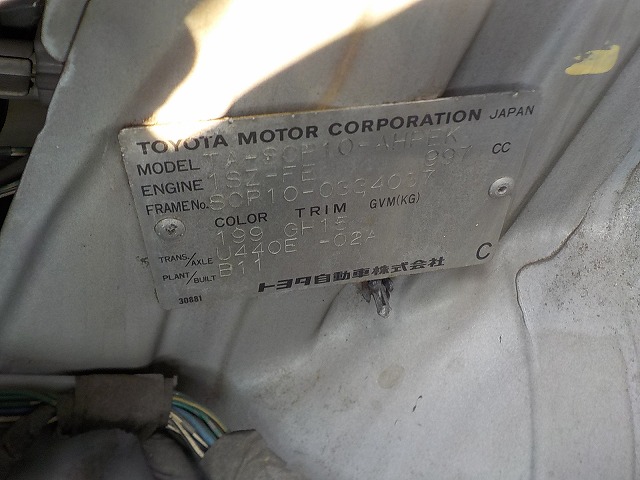 TOYOTA MOTOR CORPORATION JAPAN
MODEL TA-SCP10-AHPEK
ENGINE 1SZ-FE 997 CC
FRAME No. SCP10-0334037
COLOR TRIM GVM(KG)
199 GH15
TRANS./AXLE U440E -02A
PLANT/BUILT B11
トヨタ自動車株式会社 C
30881